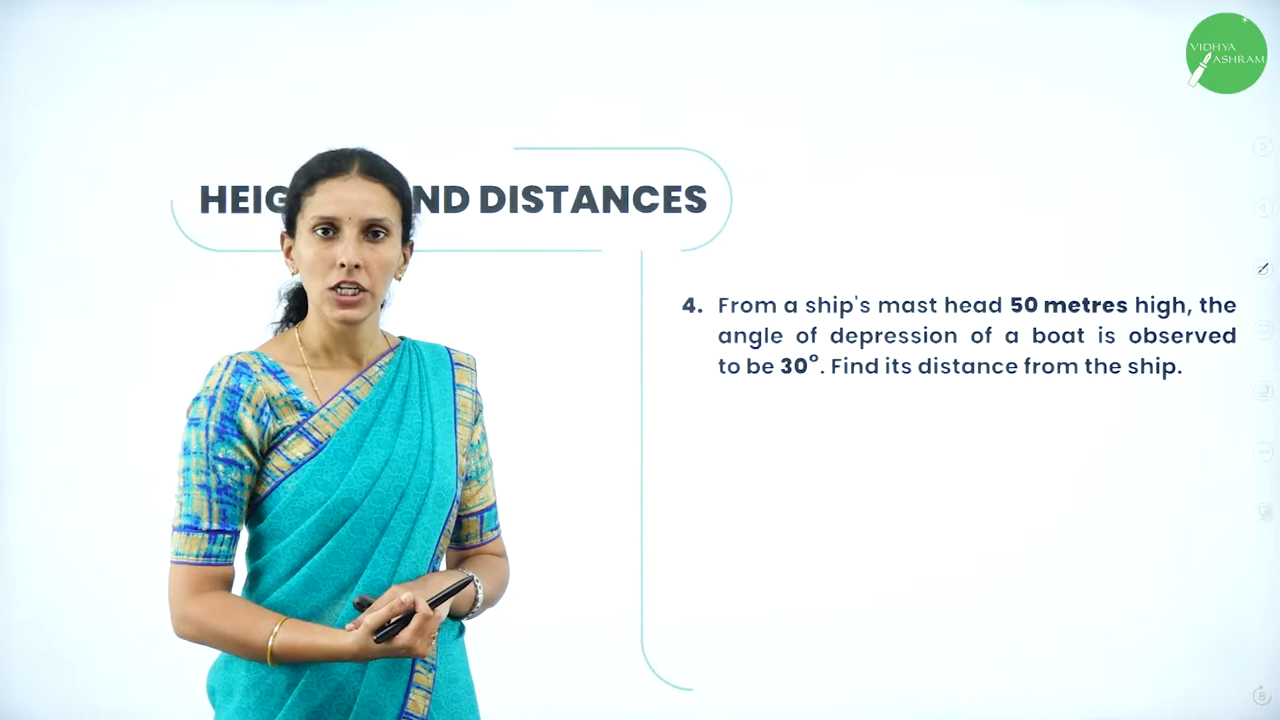 VIDHYA
ASHRAM
HEIG ND DISTANCES
4. From a ship's mast head 50 metres high, the
angle of depression of a boat is observed
to be 30°. Find its distance from the ship.
8